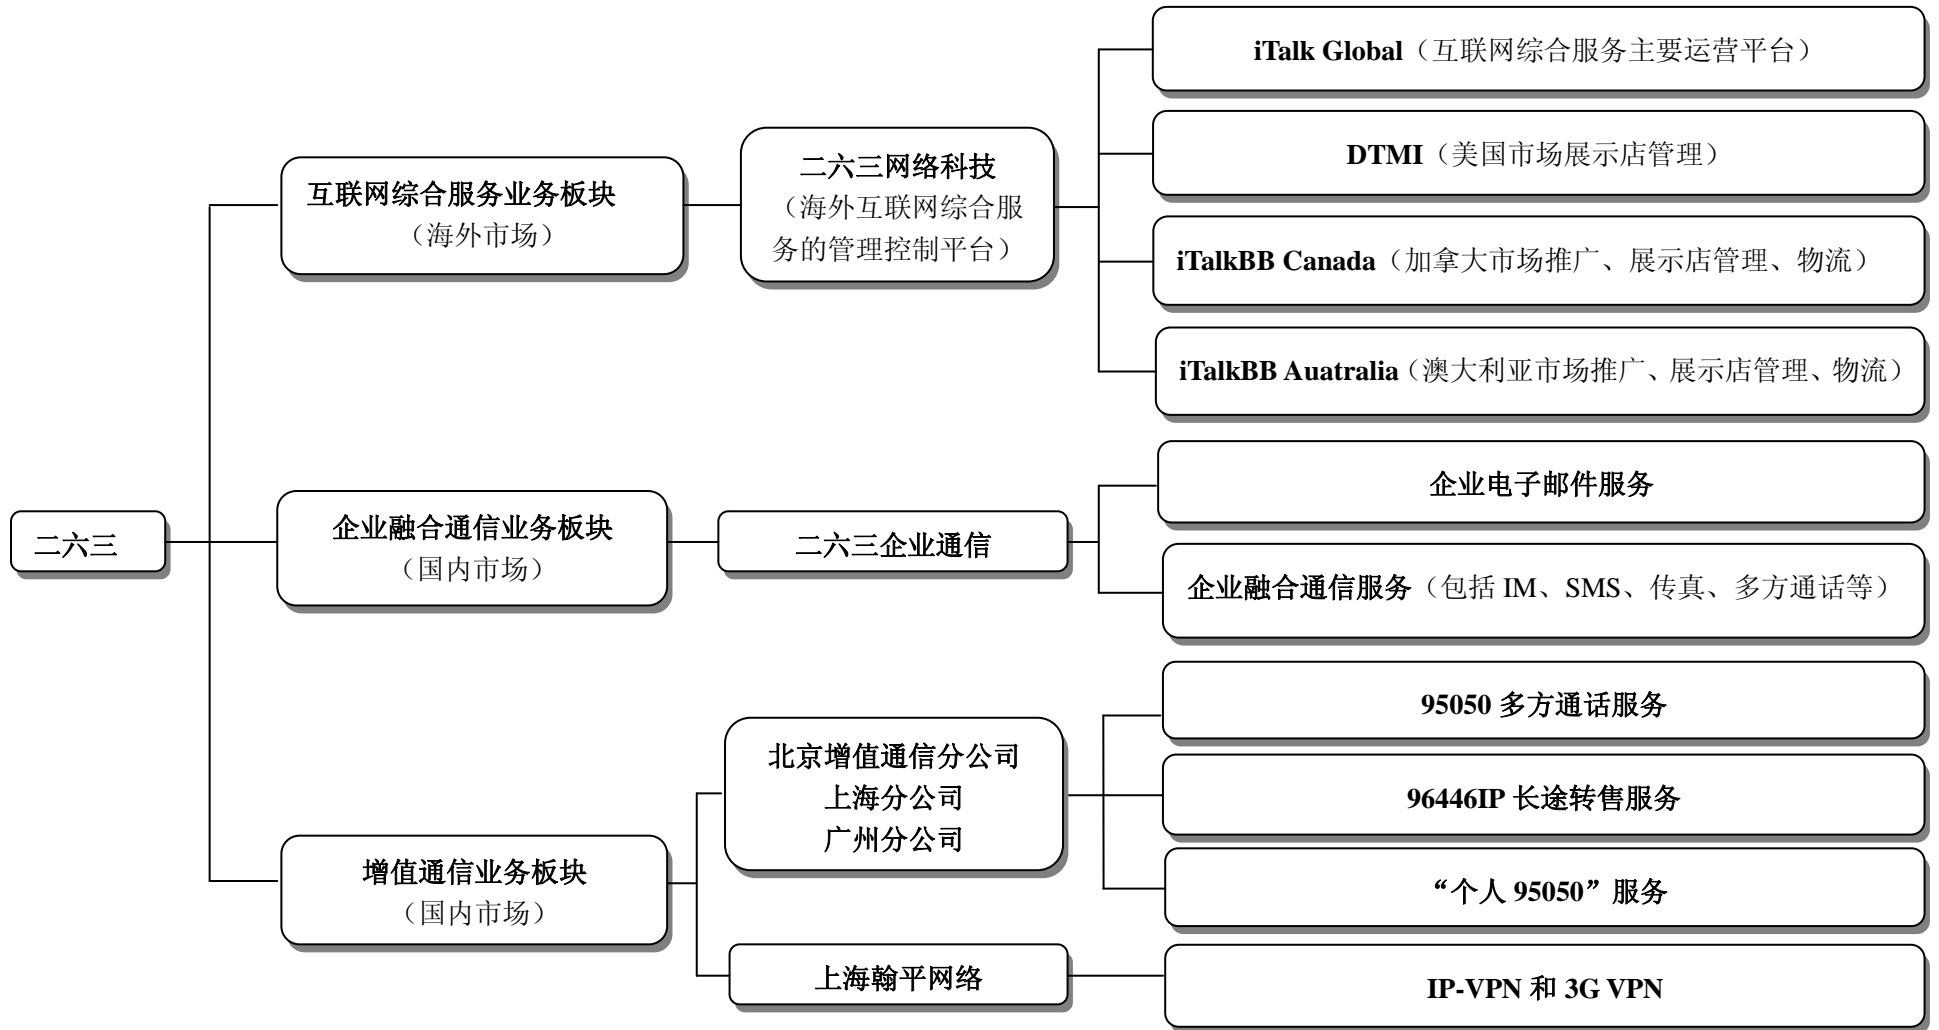 二六三
互联网综合服务业务板块
（海外市场）
二六三网络科技
（海外互联网综合服
务的管理控制平台）
iTalk Global（互联网综合服务主要运营平台）
DTMI（美国市场展示店管理）
iTalkBB Canada（加拿大市场推广、展示店管理、物流）
iTalkBB Auatralia（澳大利亚市场推广、展示店管理、物流）
企业融合通信业务板块
（国内市场）
二六三企业通信
企业电子邮件服务
企业融合通信服务（包括 IM、SMS、传真、多方通话等）
增值通信业务板块
（国内市场）
北京增值通信分公司
上海分公司
广州分公司
95050 多方通话服务
96446IP 长途转售服务
“个人 95050”服务
上海翰平网络
IP-VPN 和 3G VPN